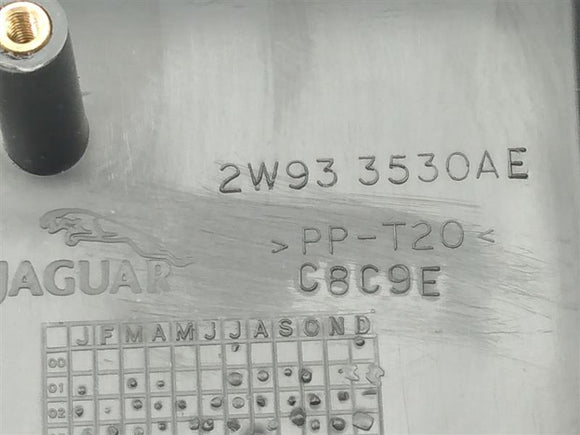 2W93 3530AE
>PP-T20<
C8C9E
JAGUAR
J F M A M J J A S O N D
00
01
02